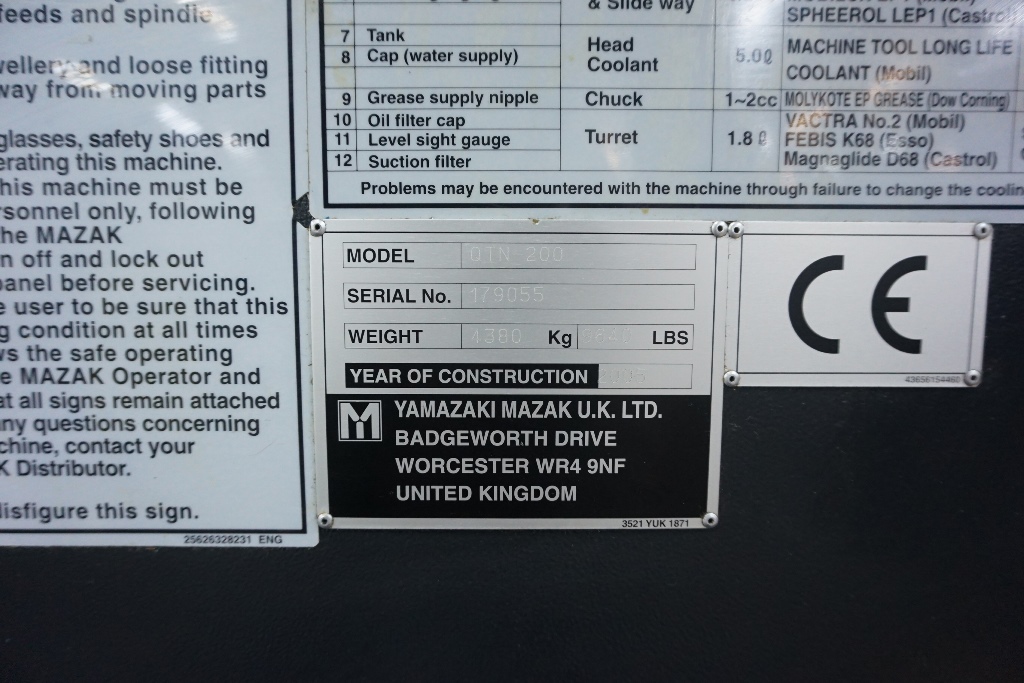 feeds and spindle
and loose fitting
way from moving parts
glasses, safety shoes and
erating this machine.
his machine must be
rsonnel only, following
he MAZAK
n off and lock out
panel before servicing.
e user to be sure that this
g condition at all times
ws the safe operating
e MAZAK Operator and
at all signs remain attached
any questions concerning
chine, contact your
K Distributor.
disfigure this sign.
25626328231 ENG
& Slide way
SPHEEROL LEP1 (Castrol)
7 Tank
8 Cap (water supply)
Head
Coolant
5.0ℓ
MACHINE TOOL LONG LIFE
COOLANT (Mobil)
9 Grease supply nipple Chuck 1~2cc MOLYKOTE EP GREASE (Dow Corning)
10 Oil filter cap
11 Level sight gauge
12 Suction filter
Turret
1.8 ℓ
VACTRA No.2 (Mobil)
FEBIS K68 (Esso)
Magnaglide D68 (Castrol)
Problems may be encountered with the machine through failure to change the coolin
MODEL QTN-200
SERIAL No. 179055
WEIGHT 4380 Kg LBS
YEAR OF CONSTRUCTION
M
YAMAZAKI MAZAK U.K. LTD.
BADGEWORTH DRIVE
WORCESTER WR4 9NF
UNITED KINGDOM
3521 YUK 1871
CE
43656154460